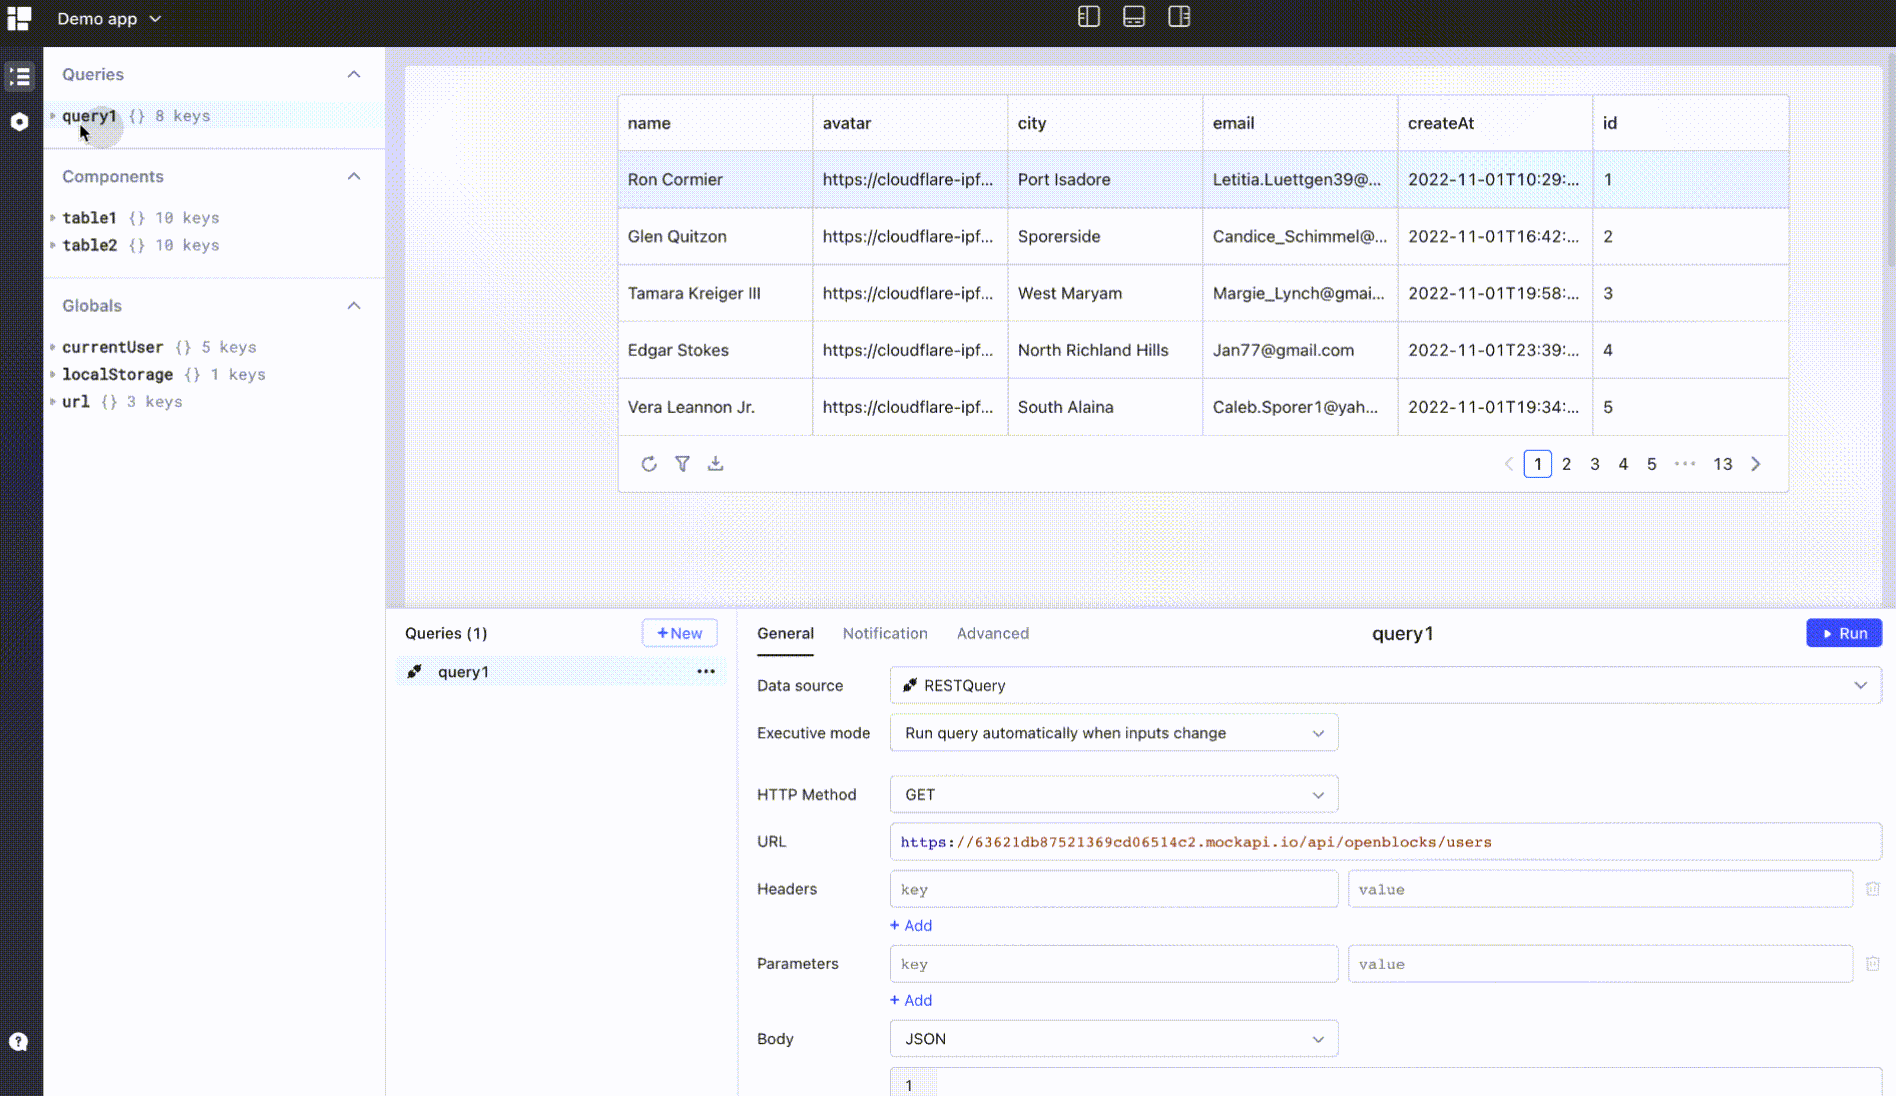 Demo app
Queries
query1 {} 8 keys
Components
table1 {} 10 keys
table2 {} 10 keys
Globals
currentUser {} 5 keys
localStorage {} 1 keys
url {} 3 keys
name avatar city email createAt id
Ron Cormier https://cloudflare-ipf... Port Isadore Letitia.Luettgen39@... 2022-11-01T10:29:... 1
Glen Quitzon https://cloudflare-ipf... Sporerside Candice_Schimmel@... 2022-11-01T16:42:... 2
Tamara Kreiger III https://cloudflare-ipf... West Maryam Margie_Lynch@gmai... 2022-11-01T19:58:... 3
Edgar Stokes https://cloudflare-ipf... North Richland Hills Jan77@gmail.com 2022-11-01T23:39:... 4
Vera Leannon Jr. https://cloudflare-ipf... South Alaina Caleb.Sporer1@yah... 2022-11-01T19:34:... 5
1 2 3 4 5 ••• 13
Queries (1) + New
query1
General Notification Advanced query1 Run
Data source RESTQuery
Executive mode Run query automatically when inputs change
HTTP Method GET
URL https://63621db87521369cd06514c2.mockapi.io/api/openblocks/users
Headers key value
+ Add
Parameters key value
+ Add
Body JSON
1